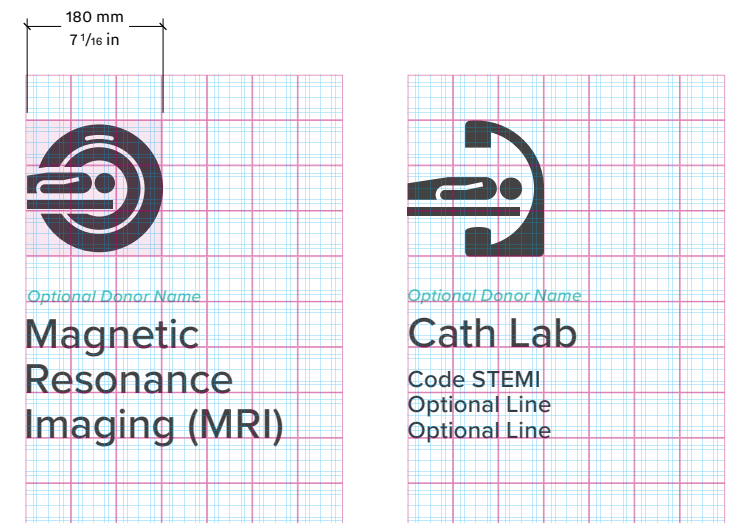 180 mm
7 1/16 in
Optional Donor Name
Magnetic
Resonance
Imaging (MRI)
Optional Donor Name
Cath Lab
Code STEMI
Optional Line
Optional Line